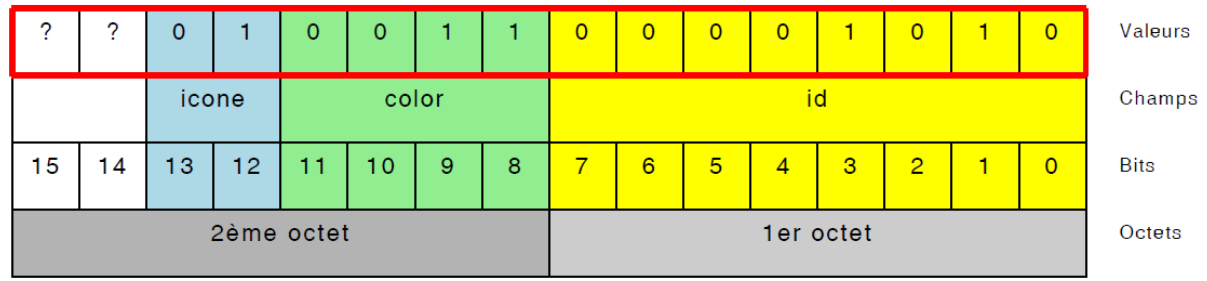 ? ? 0 1 0 0 1 1 0 0 0 0 1 0 1 0 Valeurs
icone color id Champs
15 14 13 12 11 10 9 8 7 6 5 4 3 2 1 0 Bits
2ème octet 1er octet Octets